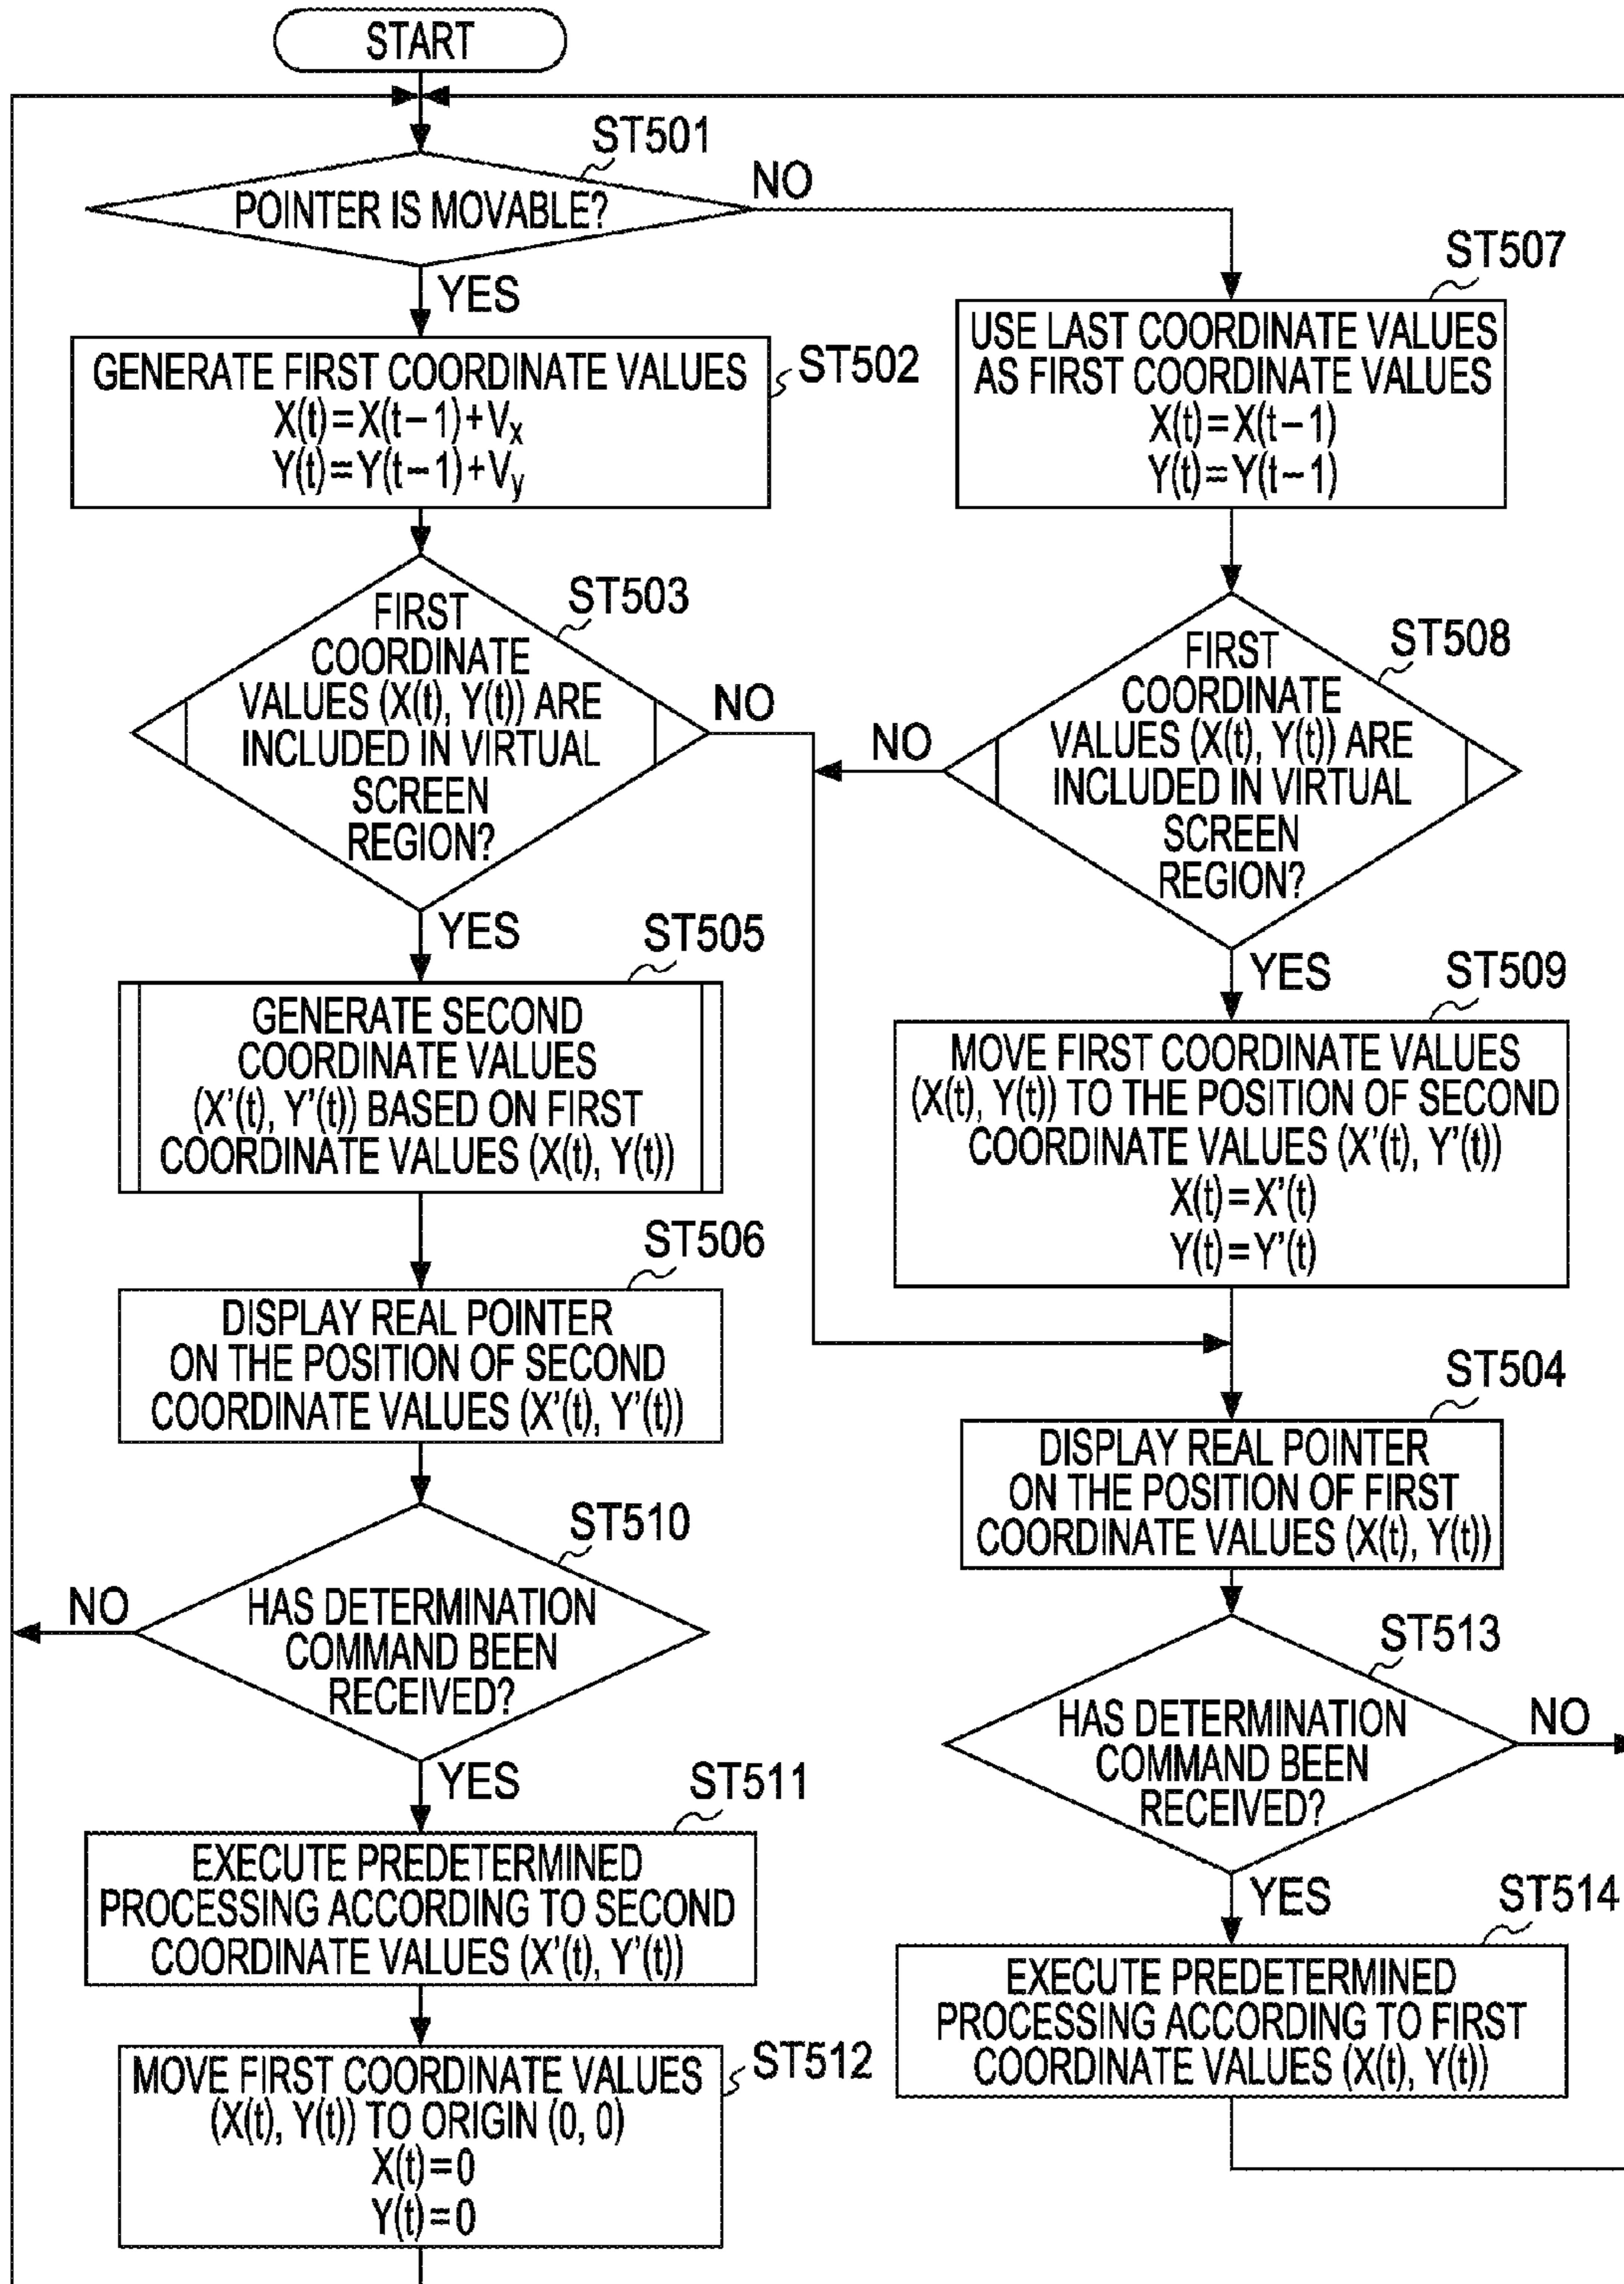 START
ST501
POINTER IS MOVABLE?
NO
YES
GENERATE FIRST COORDINATE VALUES
X(t)=X(t-1)+Vx
Y(t)=Y(t-1)+Vy
ST502
FIRST
COORDINATE
VALUES (X(t), Y(t)) ARE
INCLUDED IN VIRTUAL
SCREEN
REGION?
ST503
NO
YES
ST505
GENERATE SECOND
COORDINATE VALUES
(X'(t), Y'(t)) BASED ON FIRST
COORDINATE VALUES (X(t), Y(t))
ST506
DISPLAY REAL POINTER
ON THE POSITION OF SECOND
COORDINATE VALUES (X'(t), Y'(t))
ST510
NO
HAS DETERMINATION
COMMAND BEEN
RECEIVED?
YES
ST511
EXECUTE PREDETERMINED
PROCESSING ACCORDING TO SECOND
COORDINATE VALUES (X'(t), Y'(t))
ST512
MOVE FIRST COORDINATE VALUES
(X(t), Y(t)) TO ORIGIN (0, 0)
X(t)=0
Y(t)=0
ST507
USE LAST COORDINATE VALUES
AS FIRST COORDINATE VALUES
X(t)=X(t-1)
Y(t)=Y(t-1)
ST508
FIRST
COORDINATE
VALUES (X(t), Y(t)) ARE
INCLUDED IN VIRTUAL
SCREEN
REGION?
NO
YES
ST509
MOVE FIRST COORDINATE VALUES
(X(t), Y(t)) TO THE POSITION OF SECOND
COORDINATE VALUES (X'(t), Y'(t))
X(t)=X'(t)
Y(t)=Y'(t)
ST504
DISPLAY REAL POINTER
ON THE POSITION OF FIRST
COORDINATE VALUES (X(t), Y(t))
ST513
HAS DETERMINATION
COMMAND BEEN
RECEIVED?
NO
YES
ST514
EXECUTE PREDETERMINED
PROCESSING ACCORDING TO FIRST
COORDINATE VALUES (X(t), Y(t))